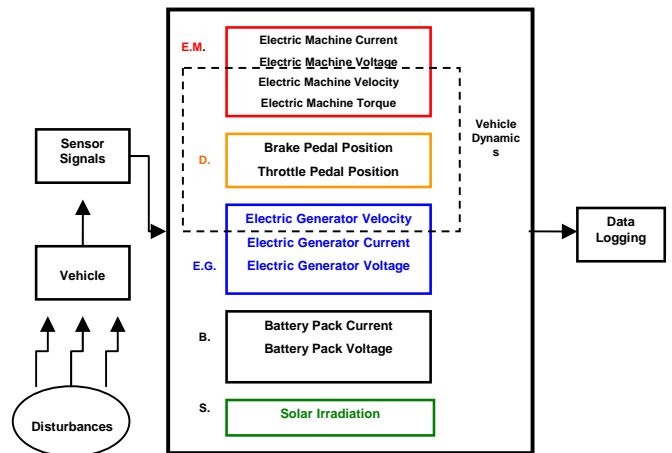 E.M.
Electric Machine Current
Electric Machine Voltage
Electric Machine Velocity
Electric Machine Torque
Vehicle
Dynamic
s
Sensor
Signals
D.
Brake Pedal Position
Throttle Pedal Position
Electric Generator Velocity
Electric Generator Current
E.G.
Electric Generator Voltage
Data
Logging
Vehicle
B.
Battery Pack Current
Battery Pack Voltage
S.
Solar Irradiation
Disturbances